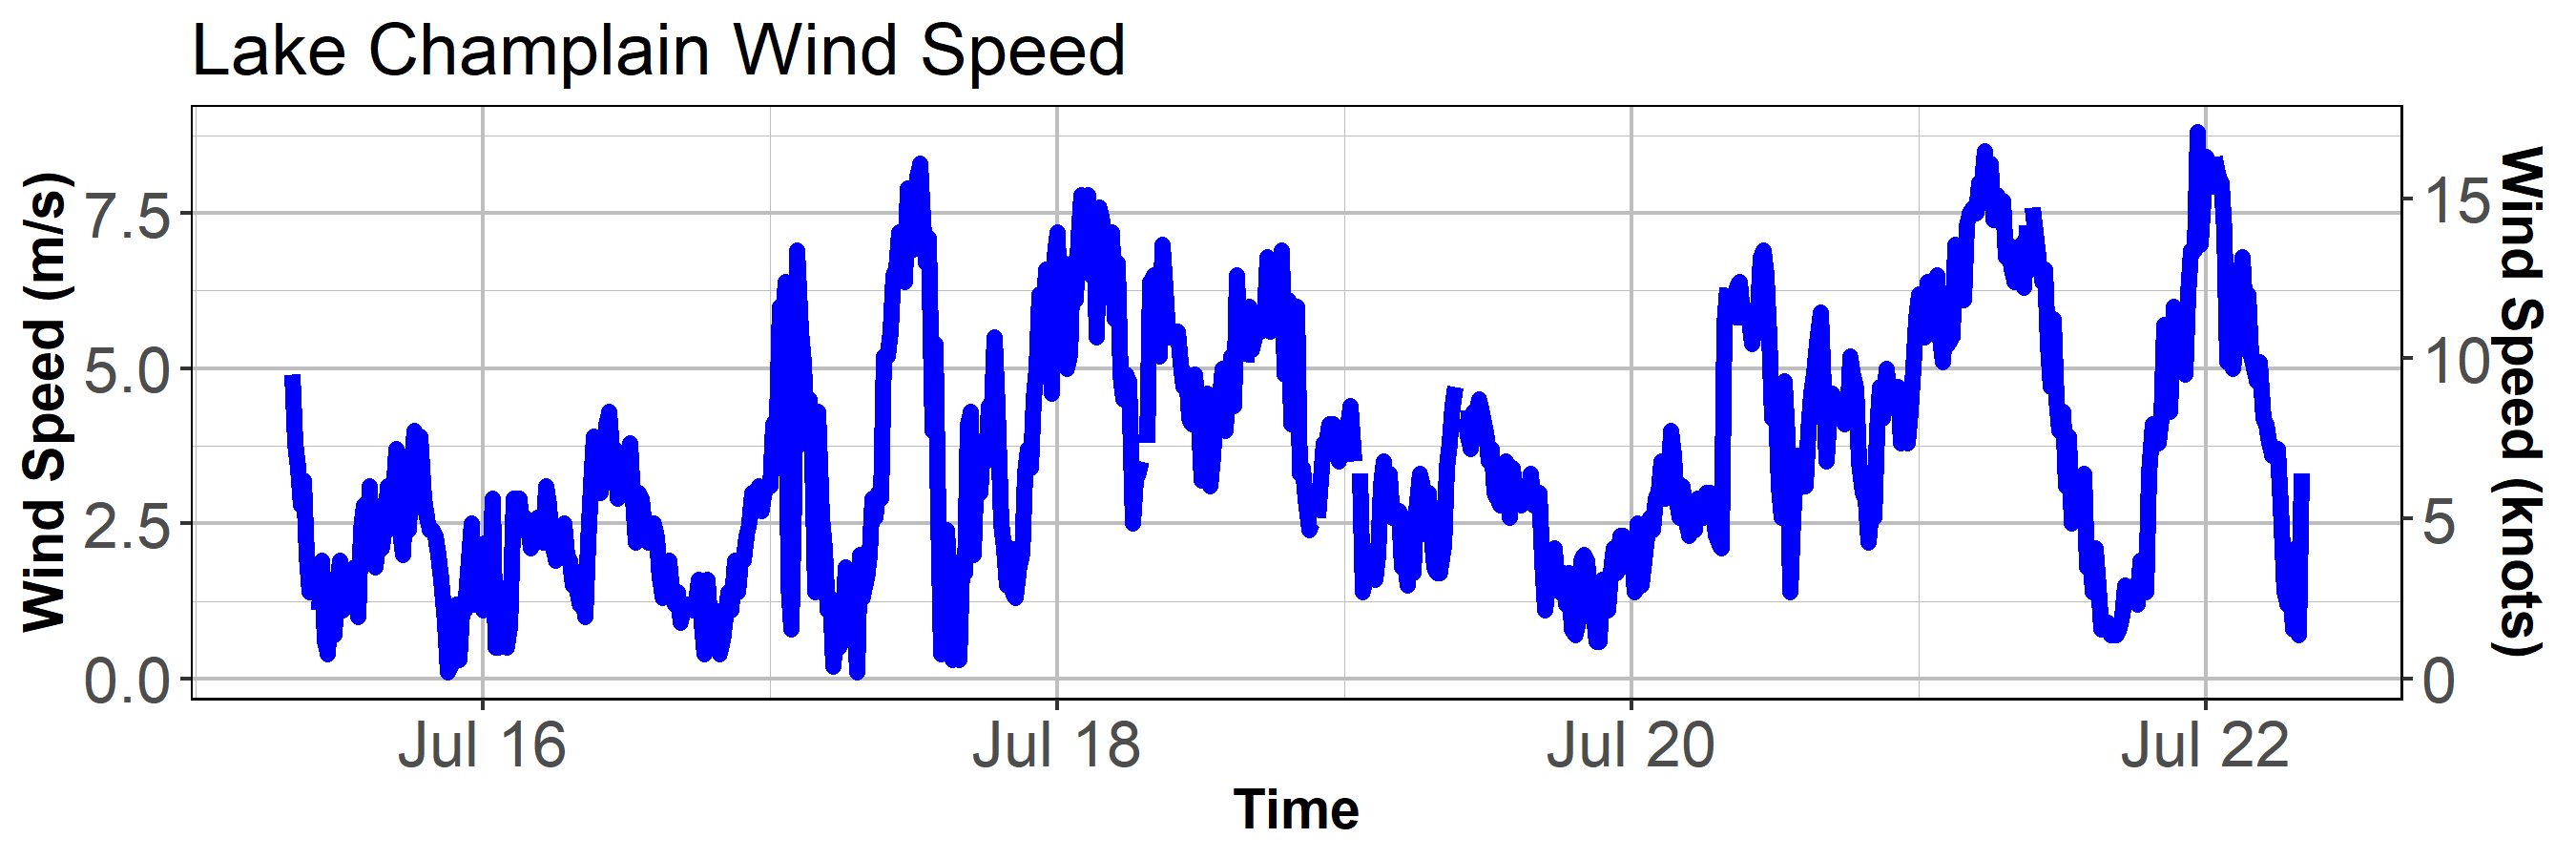 Lake Champlain Wind Speed
Wind Speed (m/s)
7.5
5.0
2.5
0.0
15
10
5
0
Wind Speed (knots)
Jul 16
Jul 18
Jul 20
Jul 22
Time